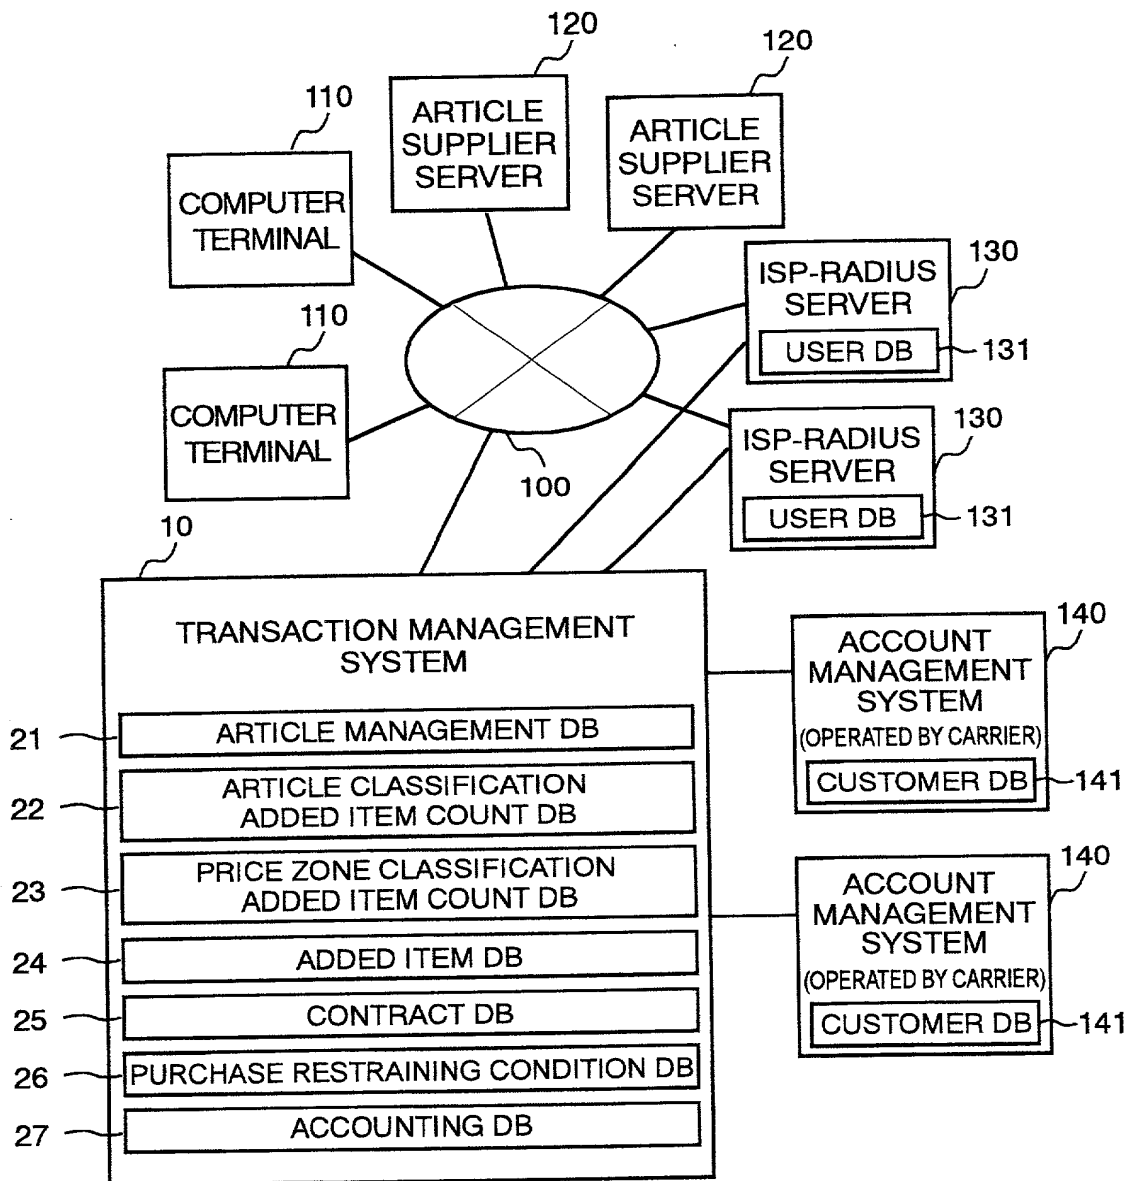 120
120
110
ARTICLE
SUPPLIER
SERVER
ARTICLE
SUPPLIER
SERVER
COMPUTER
TERMINAL
130
ISP-RADIUS
SERVER
USER DB
131
110
COMPUTER
TERMINAL
130
ISP-RADIUS
SERVER
USER DB
131
100
10
TRANSACTION MANAGEMENT
SYSTEM
21
ARTICLE MANAGEMENT DB
22
ARTICLE CLASSIFICATION
ADDED ITEM COUNT DB
23
PRICE ZONE CLASSIFICATION
ADDED ITEM COUNT DB
24
ADDED ITEM DB
25
CONTRACT DB
26
PURCHASE RESTRAINING CONDITION DB
27
ACCOUNTING DB
140
ACCOUNT
MANAGEMENT
SYSTEM
(OPERATED BY CARRIER)
CUSTOMER DB
141
140
ACCOUNT
MANAGEMENT
SYSTEM
(OPERATED BY CARRIER)
CUSTOMER DB
141